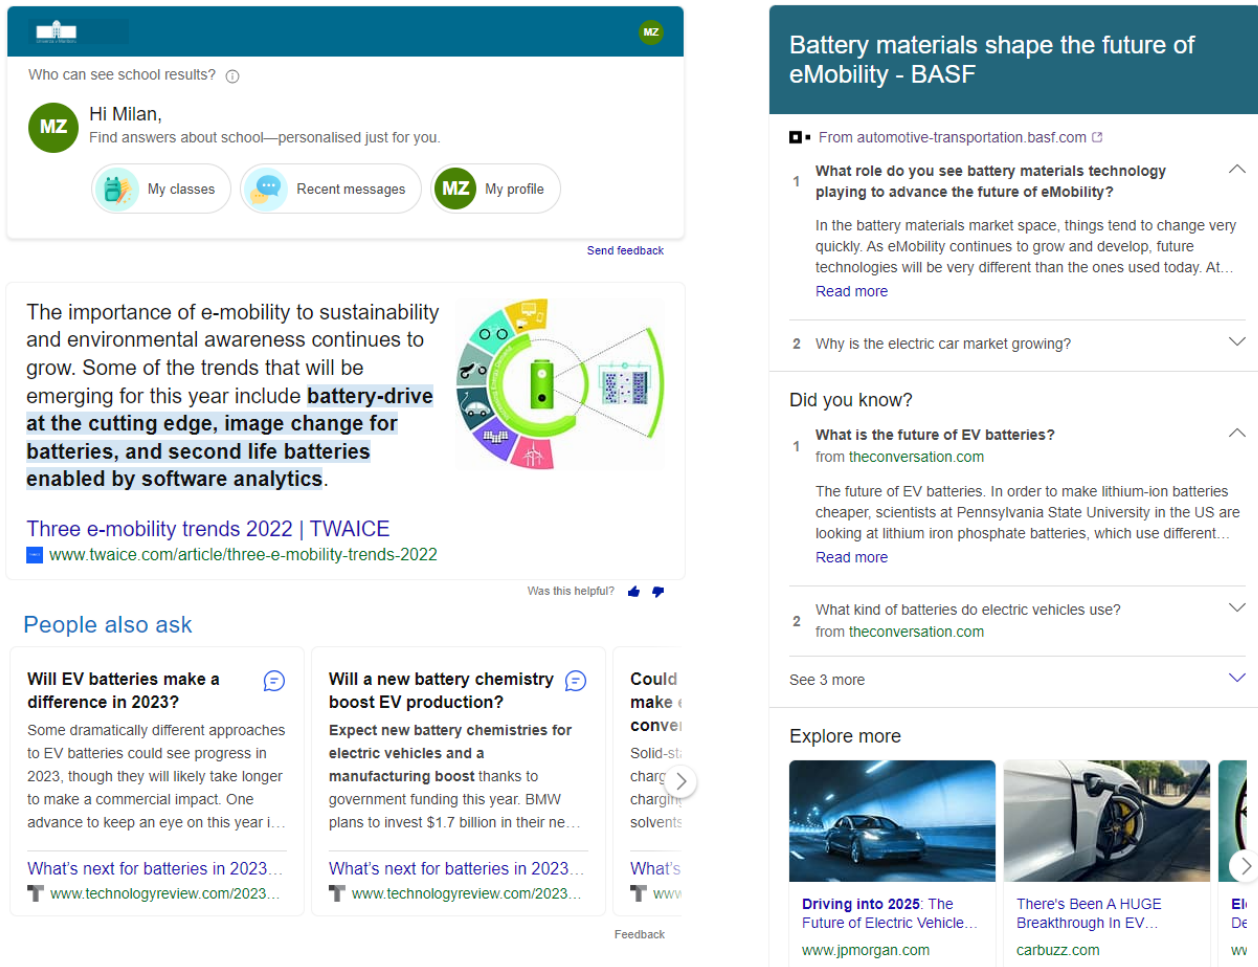 MZ
Who can see school results?
MZ
Hi Milan,
Find answers about school—personalised just for you.
My classes
Recent messages
MZ
My profile
Send feedback
The importance of e-mobility to sustainability
and environmental awareness continues to
grow. Some of the trends that will be
emerging for this year include battery-drive
at the cutting edge, image change for
batteries, and second life batteries
enabled by software analytics.
Three e-mobility trends 2022 | TWAICE
www.twaice.com/article/three-e-mobility-trends-2022
Was this helpful?
People also ask
Will EV batteries make a
difference in 2023?
Some dramatically different approaches
to EV batteries could see progress in
2023, though they will likely take longer
to make a commercial impact. One
advance to keep an eye on this year i...
What's next for batteries in 2023...
www.technologyreview.com/2023...
Will a new battery chemistry
boost EV production?
Expect new battery chemistries for
electric vehicles and a
manufacturing boost thanks to
government funding this year. BMW
plans to invest $1.7 billion in their ne...
What's next for batteries in 2023...
www.technologyreview.com/2023...
Could
make
Solid-
What's
Feedback
Battery materials shape the future of
eMobility - BASF
From automotive-transportation.basf.com
1 What role do you see battery materials technology
playing to advance the future of eMobility?
In the battery materials market space, things tend to change very
quickly. As eMobility continues to grow and develop, future
technologies will be very different than the ones used today. At...
Read more
2 Why is the electric car market growing?
Did you know?
1 What is the future of EV batteries?
from theconversation.com
The future of EV batteries. In order to make lithium-ion batteries
cheaper, scientists at Pennsylvania State University in the US are
looking at lithium iron phosphate batteries, which use different...
Read more
2 What kind of batteries do electric vehicles use?
from theconversation.com
See 3 more
Explore more
Driving into 2025: The
Future of Electric Vehicle...
www.jpmorgan.com
There's Been A HUGE
Breakthrough In EV...
carbuzz.com